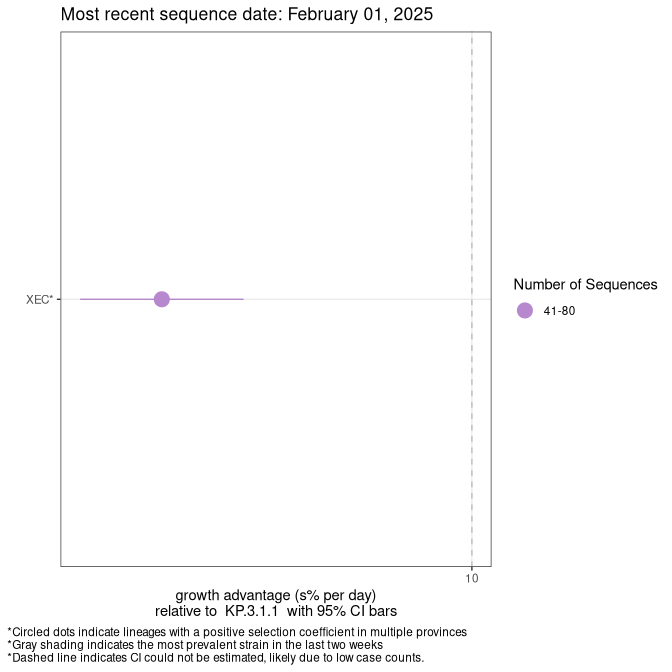 Most recent sequence date: February 01, 2025
XEC*
Number of Sequences
41-80
10
growth advantage (s% per day)
relative to KP.3.1.1 with 95% CI bars
*Circled dots indicate lineages with a positive selection coefficient in multiple provinces
*Gray shading indicates the most prevalent strain in the last two weeks
*Dashed line indicates CI could not be estimated, likely due to low case counts.